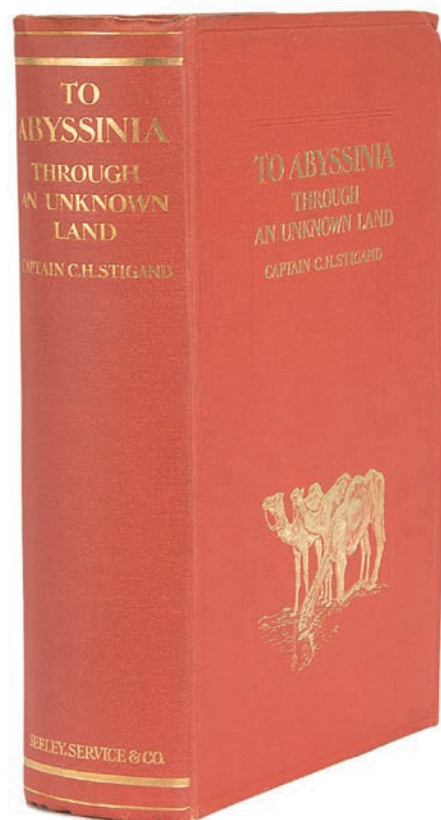 TO
ABYSSINIA
THROUGH
AN UNKNOWN
LAND
CAPTAIN C.H. STIGAND
SEELEY, SERVICE & CO.
TO ABYSSINIA
THROUGH
AN UNKNOWN LAND
CAPTAIN C.H. STIGAND